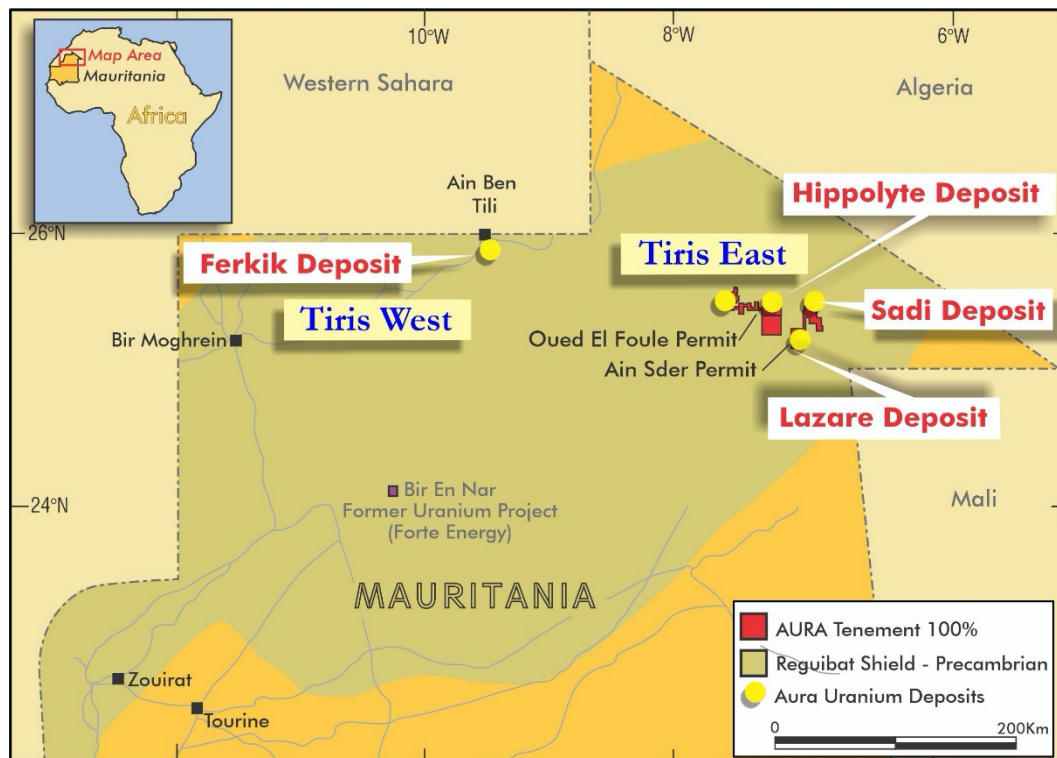 10°W
8°W
6°W
Map Area
Mauritania
Africa
Western Sahara
Algeria
Ain Ben
Tili
Hippolyte Deposit
26°N
Ferkik Deposit
Tiris East
Tiris West
Sadi Deposit
Bir Moghrein
Oued El Foule Permit
Ain Sder Permit
Lazare Deposit
24°N
Bir En Nar
Former Uranium Project
(Forte Energy)
Mali
MAURITANIA
AURA Tenement 100%
Reguibat Shield - Precambrian
Aura Uranium Deposits
0
200Km
Zouirat
Tourine